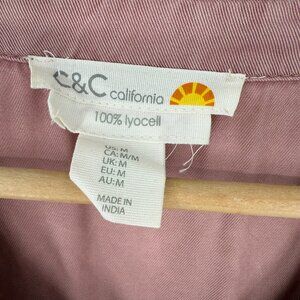 C&C california
100% lyocell
US: M
CA: M/M
UK: M
EU: M
AU: M
MADE IN
INDIA